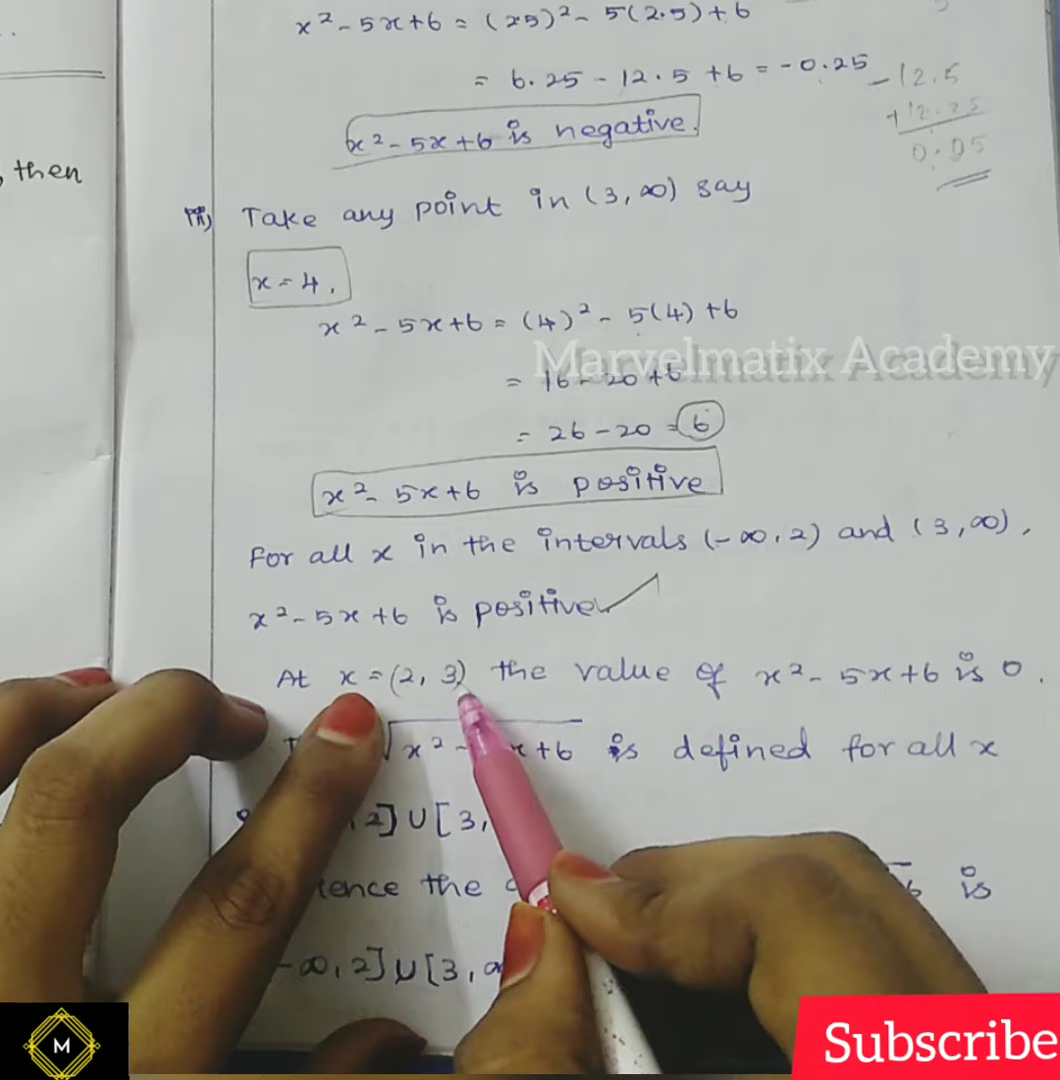 x² - 5x + 6 = (2.5)² - 5(2.5) + 6
= 6.25 - 12.5 + 6 = -0.25
-12.5
+12.25
0.05
x² - 5x + 6 is negative.
, then
iii) Take any point in (3, ∞) say
x = 4.
x² - 5x + 6 = (4)² - 5(4) + 6
Marvelmatix Academy
= 16 - 20 + 6
= 26 - 20 = 6
x² - 5x + 6 is positive
For all x in the intervals (-∞, 2) and (3, ∞),
x² - 5x + 6 is positive
At x = (2, 3) the value of x² - 5x + 6 is 0.
√x² - x + 6 is defined for all x
, 2] ∪ [3,
ence the 6 is
-∞, 2] ∪ [3, ∞
M
Subscribe